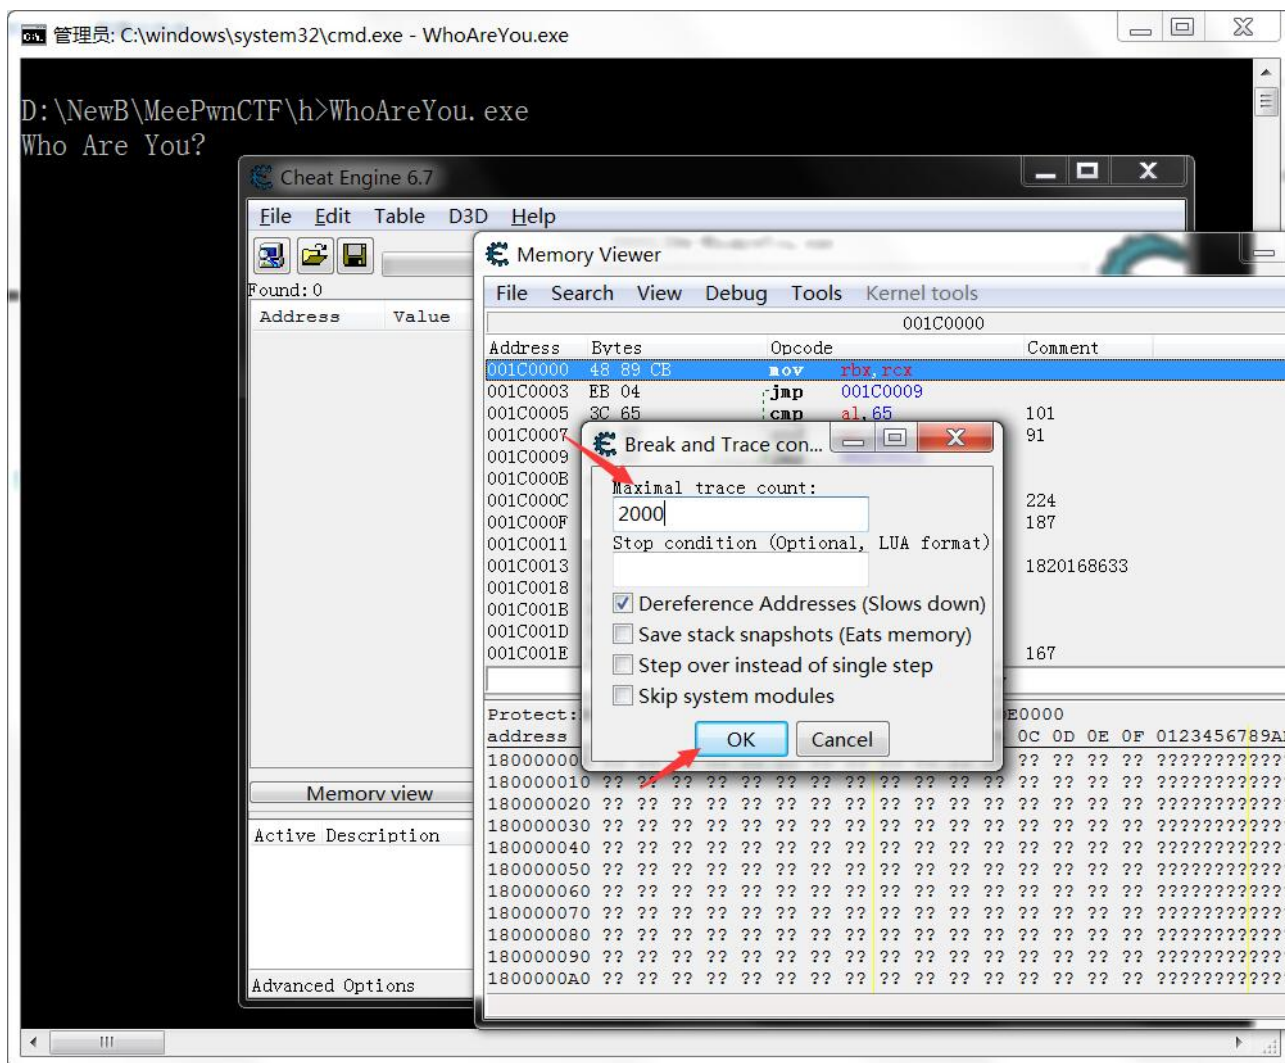 管理员: C:\windows\system32\cmd.exe - WhoAreYou.exe
D:\NewB\MeePwnCTF\h>WhoAreYou.exe
Who Are You?
Cheat Engine 6.7
File Edit Table D3D Help
Found: 0
Address Value
Memory view
Active Description
Advanced Options
Memory Viewer
File Search View Debug Tools Kernel tools
001C0000
Address Bytes Opcode Comment
001C0000 48 89 CB mov rbx,rcx
001C0003 EB 04 jmp 001C0009
001C0005 3C 65 cmp al,65 101
001C0007 91
001C0009
001C000B
001C000C 224
001C000F 187
001C0011
001C0013 1820168633
001C0018
001C001B
001C001D
001C001E 167
Break and Trace con...
Maximal trace count:
2000
Stop condition (Optional, LUA format)
Dereference Addresses (Slows down)
Save stack snapshots (Eats memory)
Step over instead of single step
Skip system modules
OK Cancel
Protect: E0000
address 0C 0D 0E 0F 0123456789A
180000000 ?? ?? ?? ?? ???????????
180000010 ?? ?? ?? ?? ?? ?? ?? ?? ?? ?? ?? ?? ?? ?? ?? ?? ???????????
180000020 ?? ?? ?? ?? ?? ?? ?? ?? ?? ?? ?? ?? ?? ?? ?? ?? ???????????
180000030 ?? ?? ?? ?? ?? ?? ?? ?? ?? ?? ?? ?? ?? ?? ?? ?? ???????????
180000040 ?? ?? ?? ?? ?? ?? ?? ?? ?? ?? ?? ?? ?? ?? ?? ?? ???????????
180000050 ?? ?? ?? ?? ?? ?? ?? ?? ?? ?? ?? ?? ?? ?? ?? ?? ???????????
180000060 ?? ?? ?? ?? ?? ?? ?? ?? ?? ?? ?? ?? ?? ?? ?? ?? ???????????
180000070 ?? ?? ?? ?? ?? ?? ?? ?? ?? ?? ?? ?? ?? ?? ?? ?? ???????????
180000080 ?? ?? ?? ?? ?? ?? ?? ?? ?? ?? ?? ?? ?? ?? ?? ?? ???????????
180000090 ?? ?? ?? ?? ?? ?? ?? ?? ?? ?? ?? ?? ?? ?? ?? ?? ???????????
1800000A0 ?? ?? ?? ?? ?? ?? ?? ?? ?? ?? ?? ?? ?? ?? ?? ?? ???????????